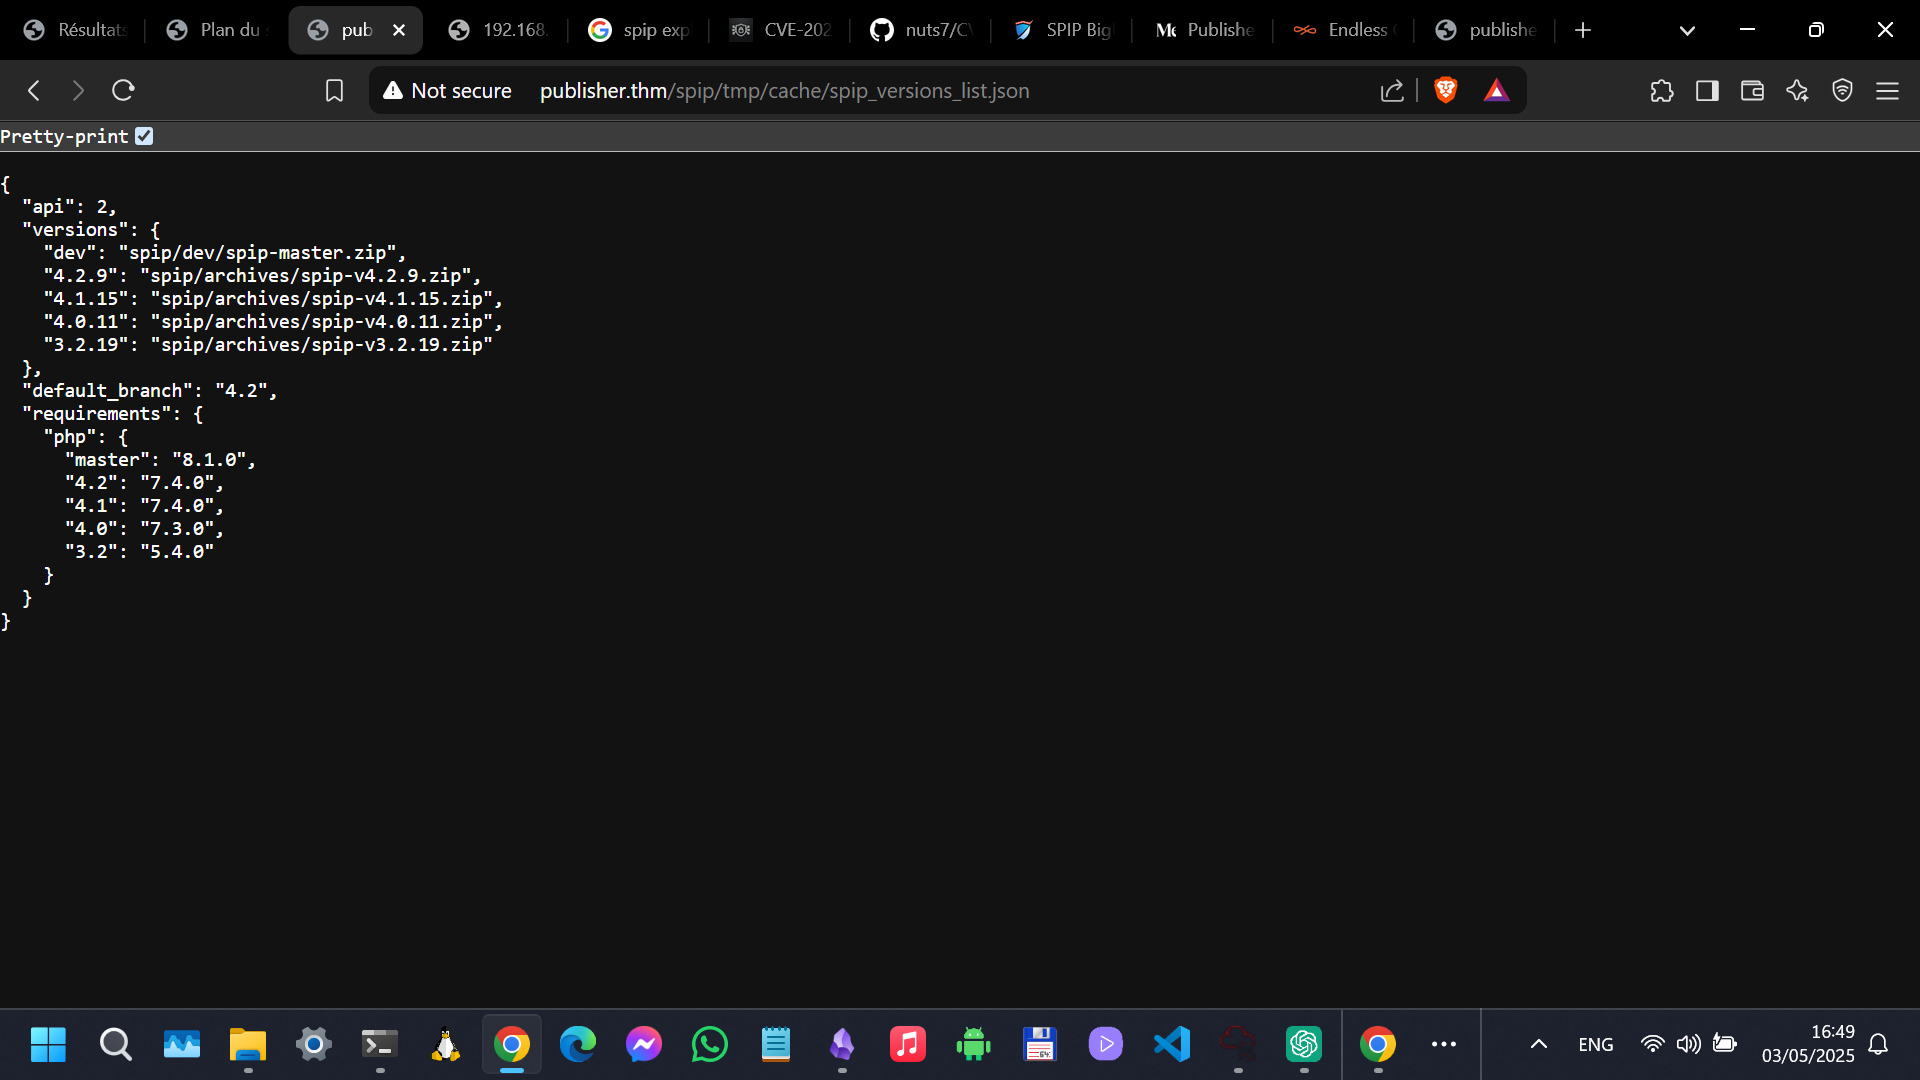 Résultats
Plan du s
pub
192.168.
spip exp
CVE-202
nuts7/CV
SPIP Big
Publishe
Endless
publishe
Not secure publisher.thm/spip/tmp/cache/spip_versions_list.json
Pretty-print
{
  "api": 2,
  "versions": {
    "dev": "spip/dev/spip-master.zip",
    "4.2.9": "spip/archives/spip-v4.2.9.zip",
    "4.1.15": "spip/archives/spip-v4.1.15.zip",
    "4.0.11": "spip/archives/spip-v4.0.11.zip",
    "3.2.19": "spip/archives/spip-v3.2.19.zip"
  },
  "default_branch": "4.2",
  "requirements": {
    "php": {
      "master": "8.1.0",
      "4.2": "7.4.0",
      "4.1": "7.4.0",
      "4.0": "7.3.0",
      "3.2": "5.4.0"
    }
  }
}
64
ENG
16:49
03/05/2025